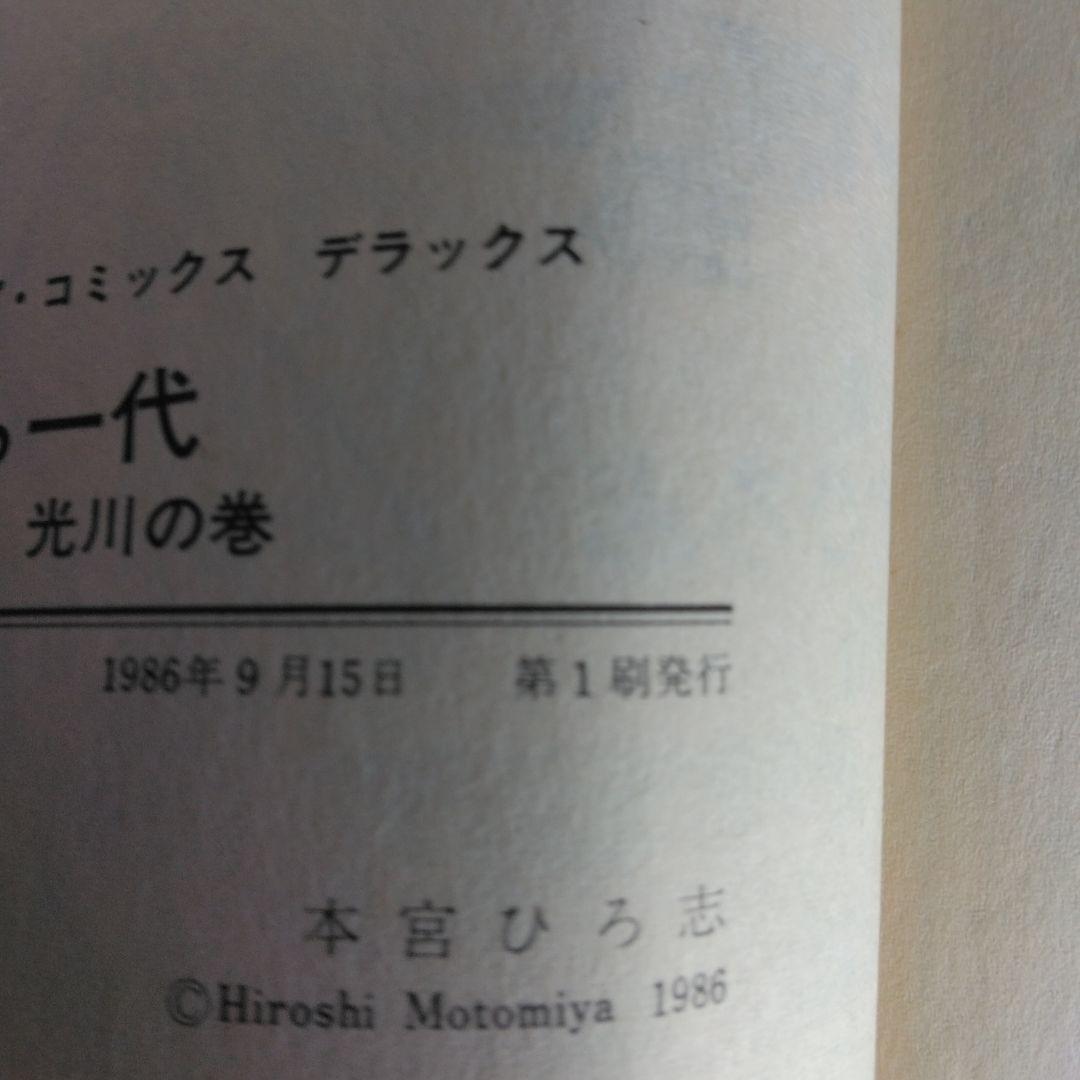 ・コミックス デラックス
一代
光川の巻
1986年9月15日 第1刷発行
本宮ひろ志
©Hiroshi Motomiya 1986